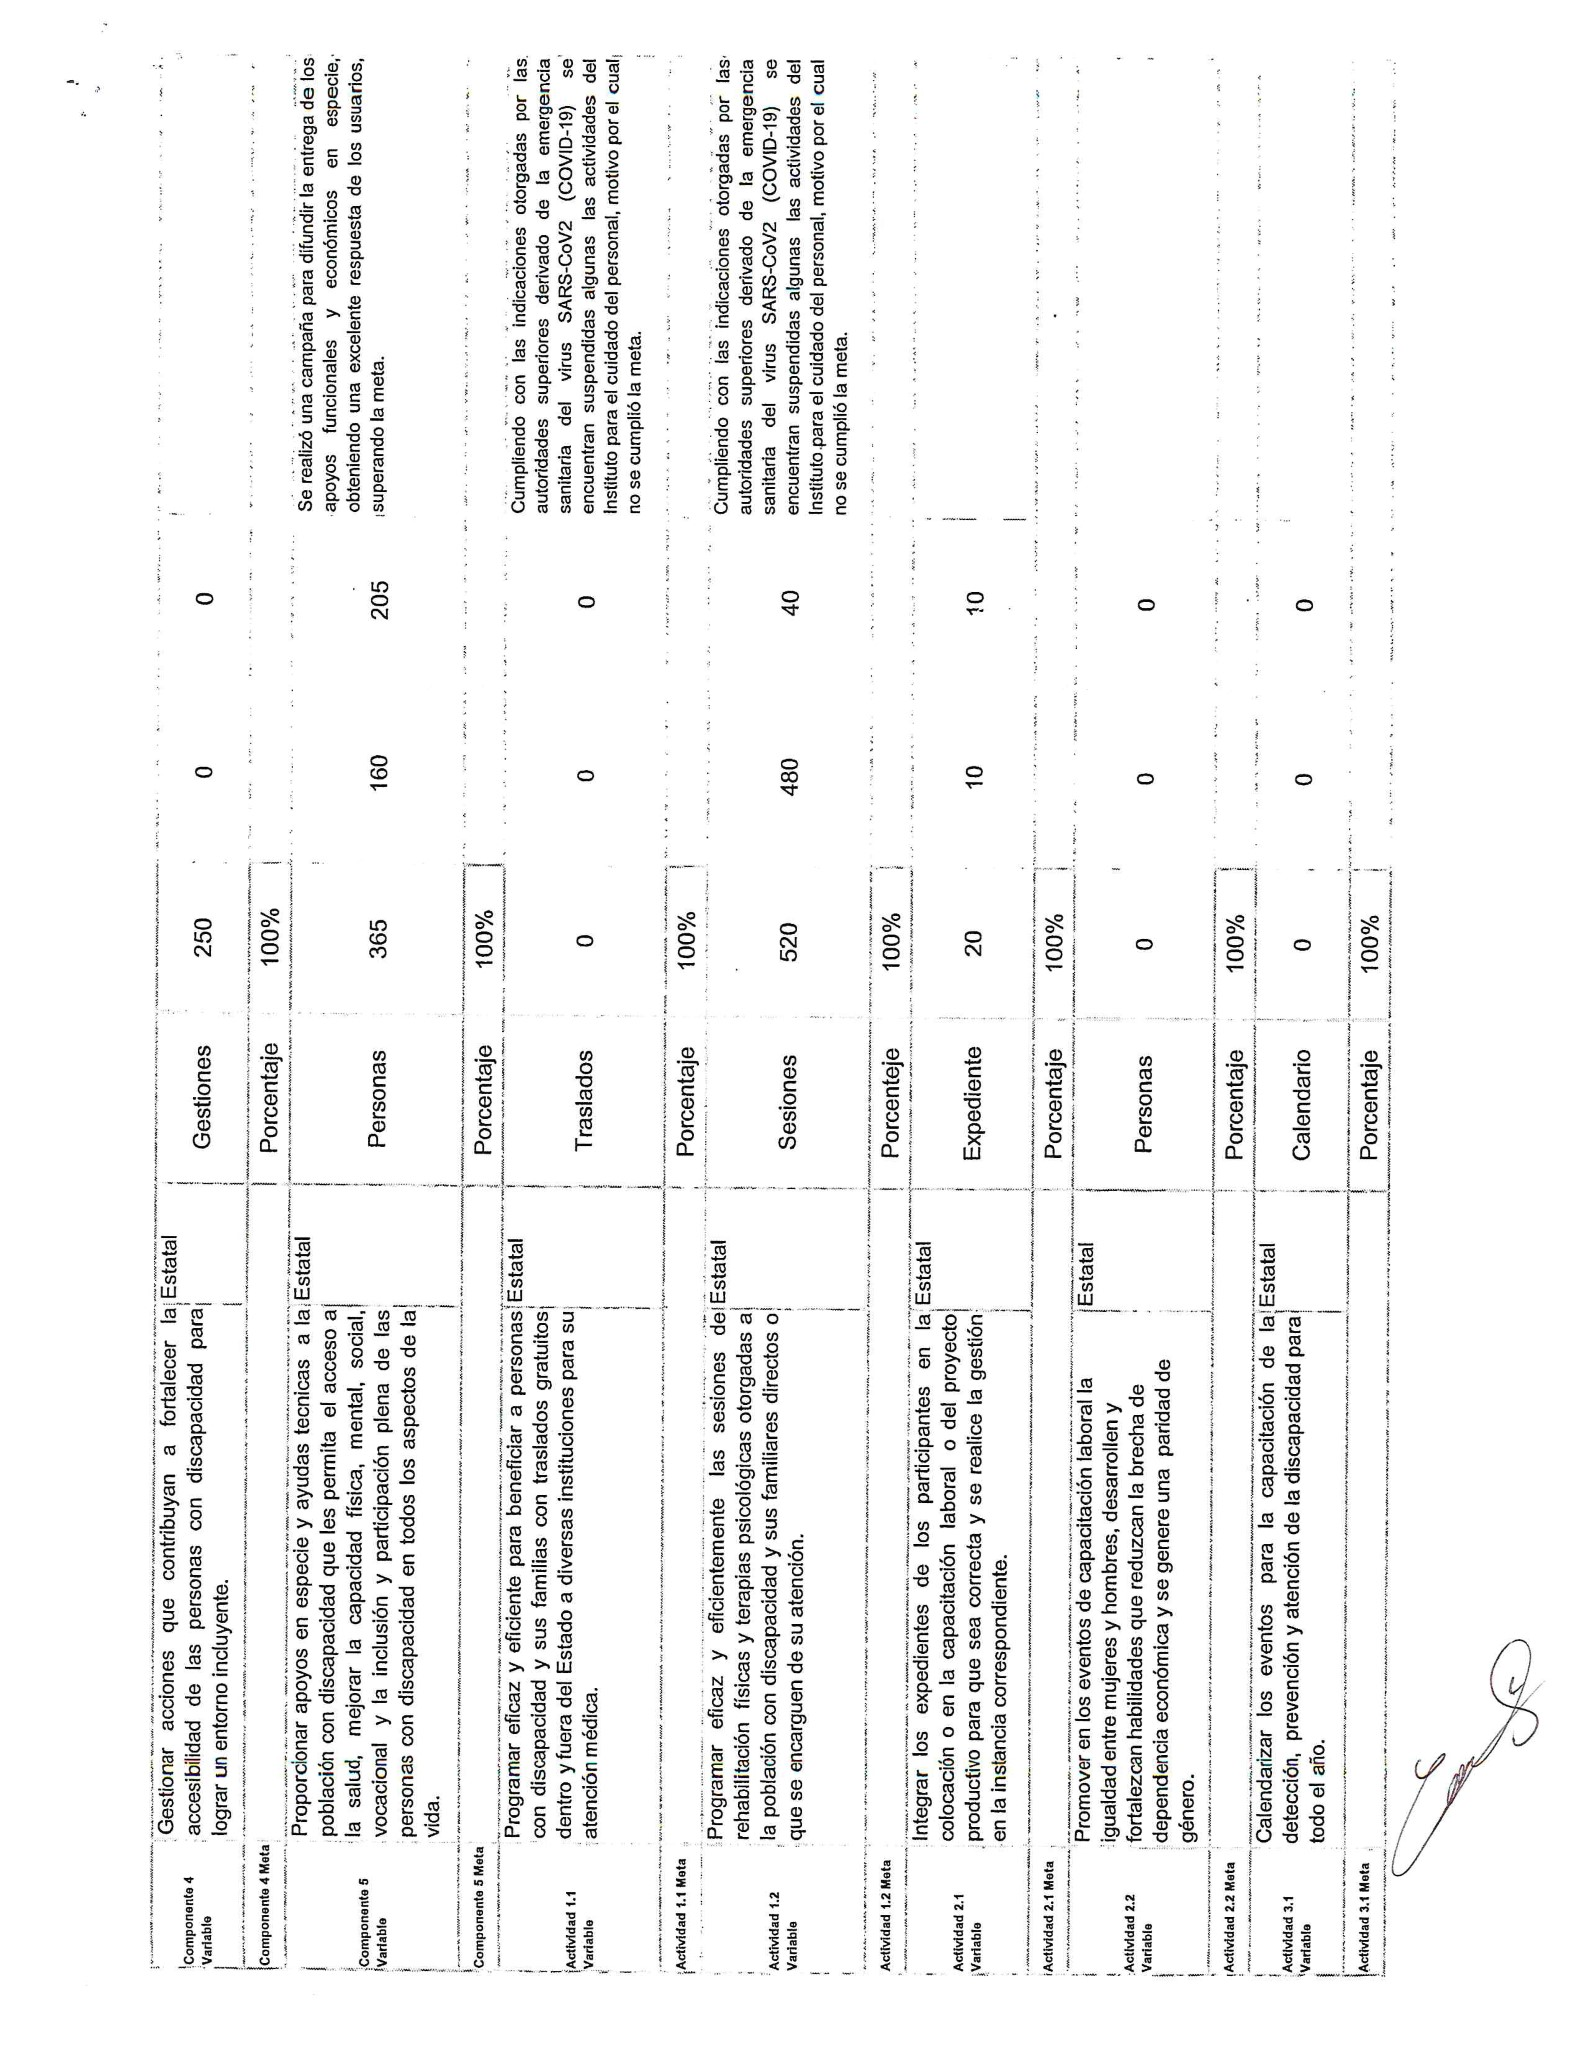 Componente 4
Variable
Gestionar acciones que contribuyan a fortalecer la
accesibilidad de las personas con discapacidad para
lograr un entorno incluyente.
Estatal
Gestiones
250
0
0
Componente 4 Meta
Porcentaje
100%
Componente 5
Variable
Proporcionar apoyos en especie y ayudas tecnicas a la
población con discapacidad que les permita el acceso a
la salud, mejorar la capacidad física, mental, social,
vocacional y la inclusión y participación plena de las
personas con discapacidad en todos los aspectos de la
vida.
Estatal
Personas
365
160
205
Se realizó una campaña para difundir la entrega de los
apoyos funcionales y económicos en especie,
obteniendo una excelente respuesta de los usuarios,
superando la meta.
Componente 5 Meta
Porcentaje
100%
Actividad 1.1
Variable
Programar eficaz y eficiente para beneficiar a personas
con discapacidad y sus familias con traslados gratuitos
dentro y fuera del Estado a diversas instituciones para su
atención médica.
Estatal
Traslados
0
0
0
Cumpliendo con las indicaciones otorgadas por las
autoridades superiores derivado de la emergencia
sanitaria del virus SARS-CoV2 (COVID-19) se
encuentran suspendidas algunas las actividades del
Instituto para el cuidado del personal, motivo por el cual
no se cumplió la meta.
Actividad 1.1 Meta
Porcentaje
100%
Actividad 1.2
Variable
Programar eficaz y eficientemente las sesiones de
rehabilitación físicas y terapias psicológicas otorgadas a
la población con discapacidad y sus familiares directos o
que se encarguen de su atención.
Estatal
Sesiones
520
480
40
Cumpliendo con las indicaciones otorgadas por las
autoridades superiores derivado de la emergencia
sanitaria del virus SARS-CoV2 (COVID-19) se
encuentran suspendidas algunas las actividades del
Instituto para el cuidado del personal, motivo por el cual
no se cumplió la meta.
Actividad 1.2 Meta
Porcenteje
100%
Actividad 2.1
Variable
Integrar los expedientes de los participantes en la
colocación o en la capacitación laboral o del proyecto
productivo para que sea correcta y se realice la gestión
en la instancia correspondiente.
Estatal
Expediente
20
10
10
Actividad 2.1 Meta
Porcentaje
100%
Actividad 2.2
Variable
Promover en los eventos de capacitación laboral la
igualdad entre mujeres y hombres, desarrollen y
fortalezcan habilidades que reduzcan la brecha de
dependencia económica y se genere una paridad de
género.
Estatal
Personas
0
0
0
Actividad 2.2 Meta
Porcentaje
100%
Actividad 3.1
Variable
Calendarizar los eventos para la capacitación de la
detección, prevención y atención de la discapacidad para
todo el año.
Estatal
Calendario
0
0
0
Actividad 3.1 Meta
Porcentaje
100%